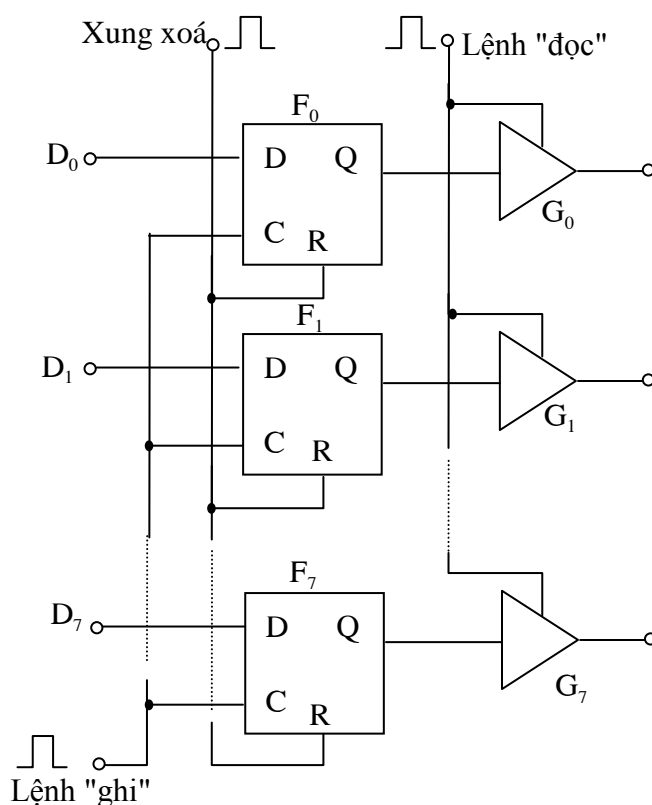 Xung xoá
Lệnh "đọc"
F0
D0
D
Q
C
R
G0
F1
D1
D
Q
C
R
G1
F7
D7
D
Q
C
R
G7
Lệnh "ghi"